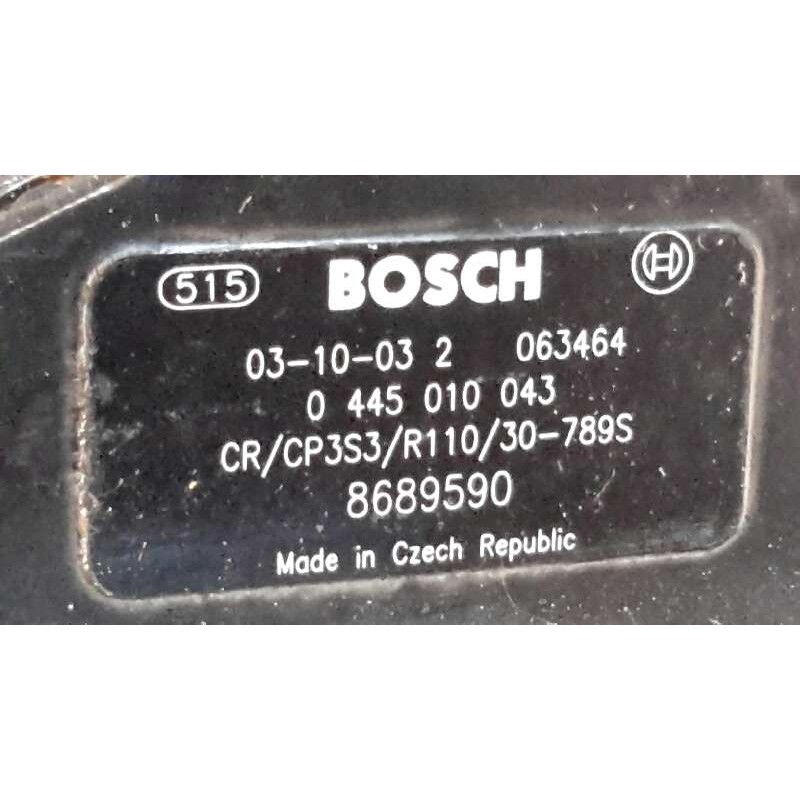 515 BOSCH
03-10-03 2 063464
0 445 010 043
CR/CP3S3/R110/30-789S
8689590
Made in Czech Republic